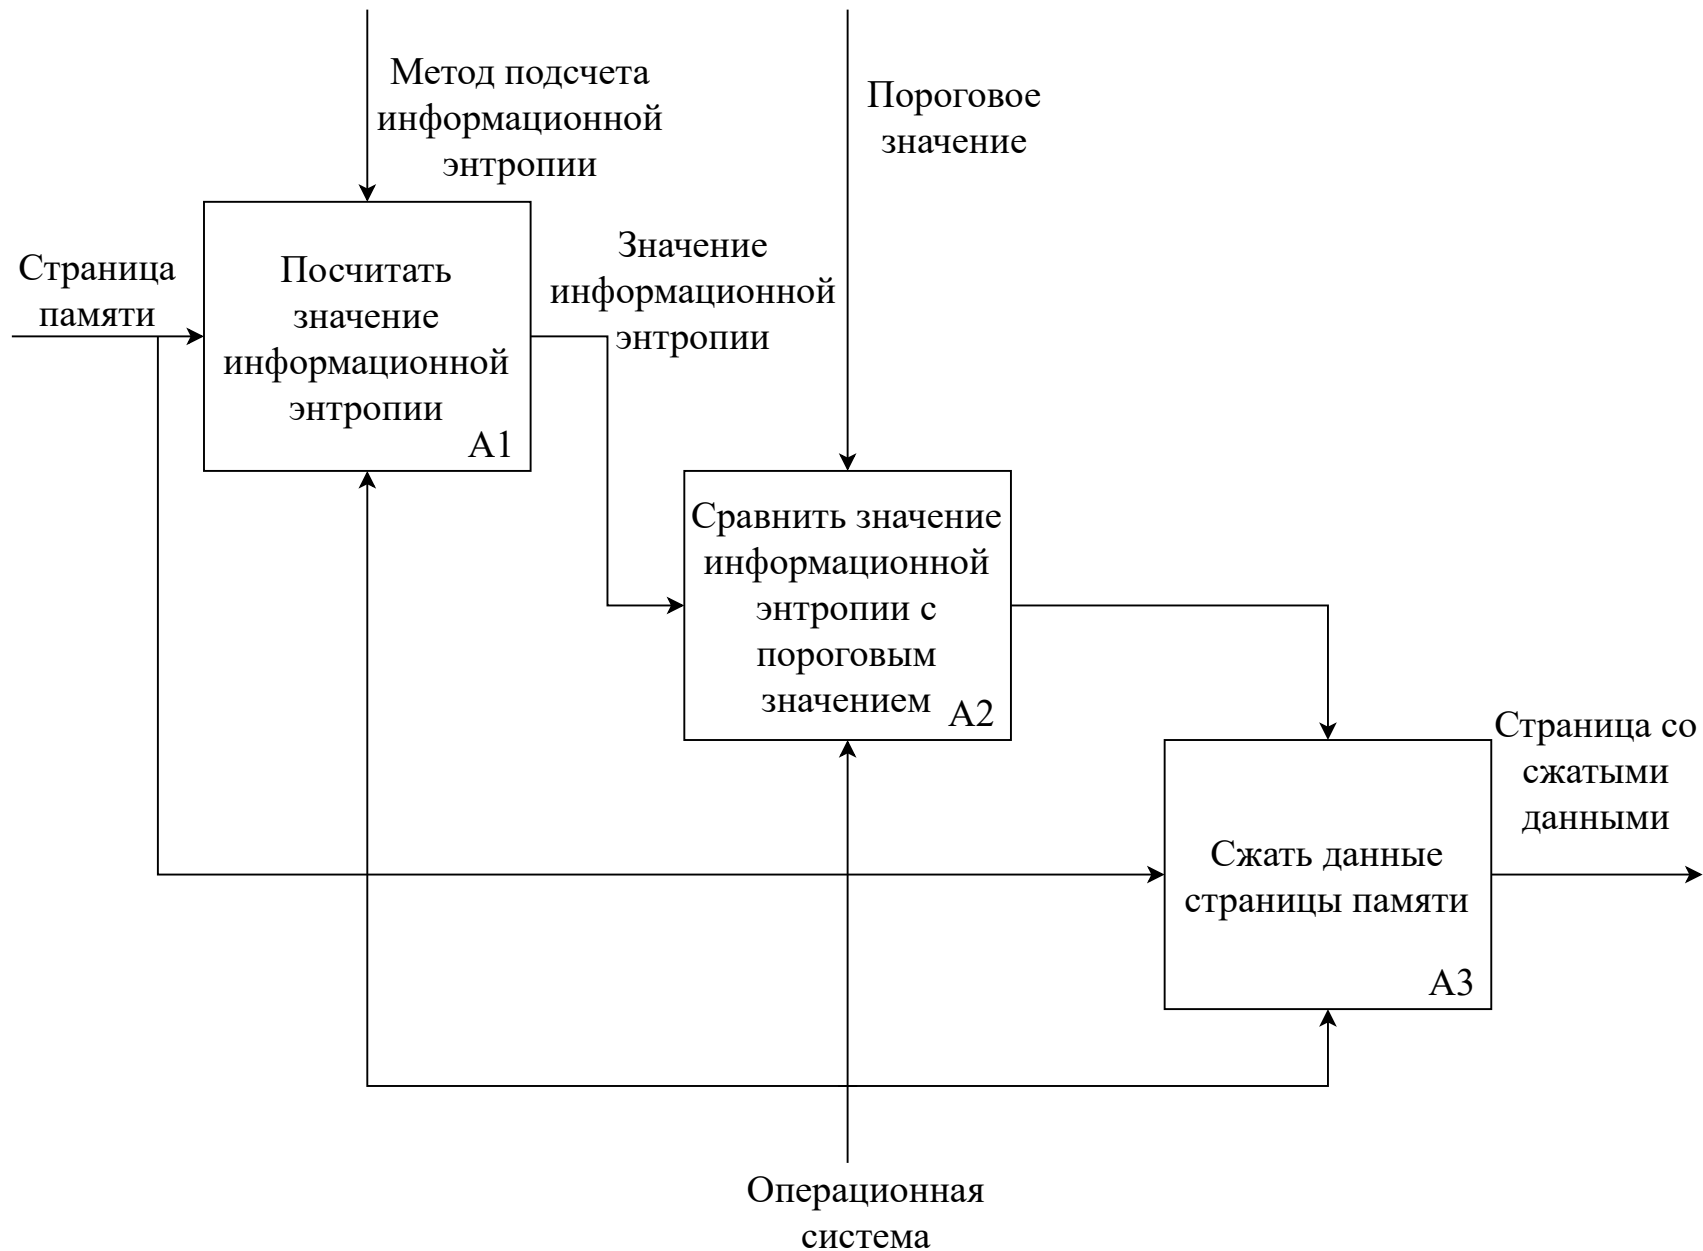 Метод подсчета
информационной
энтропии
Пороговое
значение
Страница
памяти
Посчитать
значение
информационной
энтропии
A1
Значение
информационной
энтропии
Сравнить значение
информационной
энтропии с
пороговым
значением
A2
Сжать данные
страницы памяти
A3
Страница со
сжатыми
данными
Операционная
система